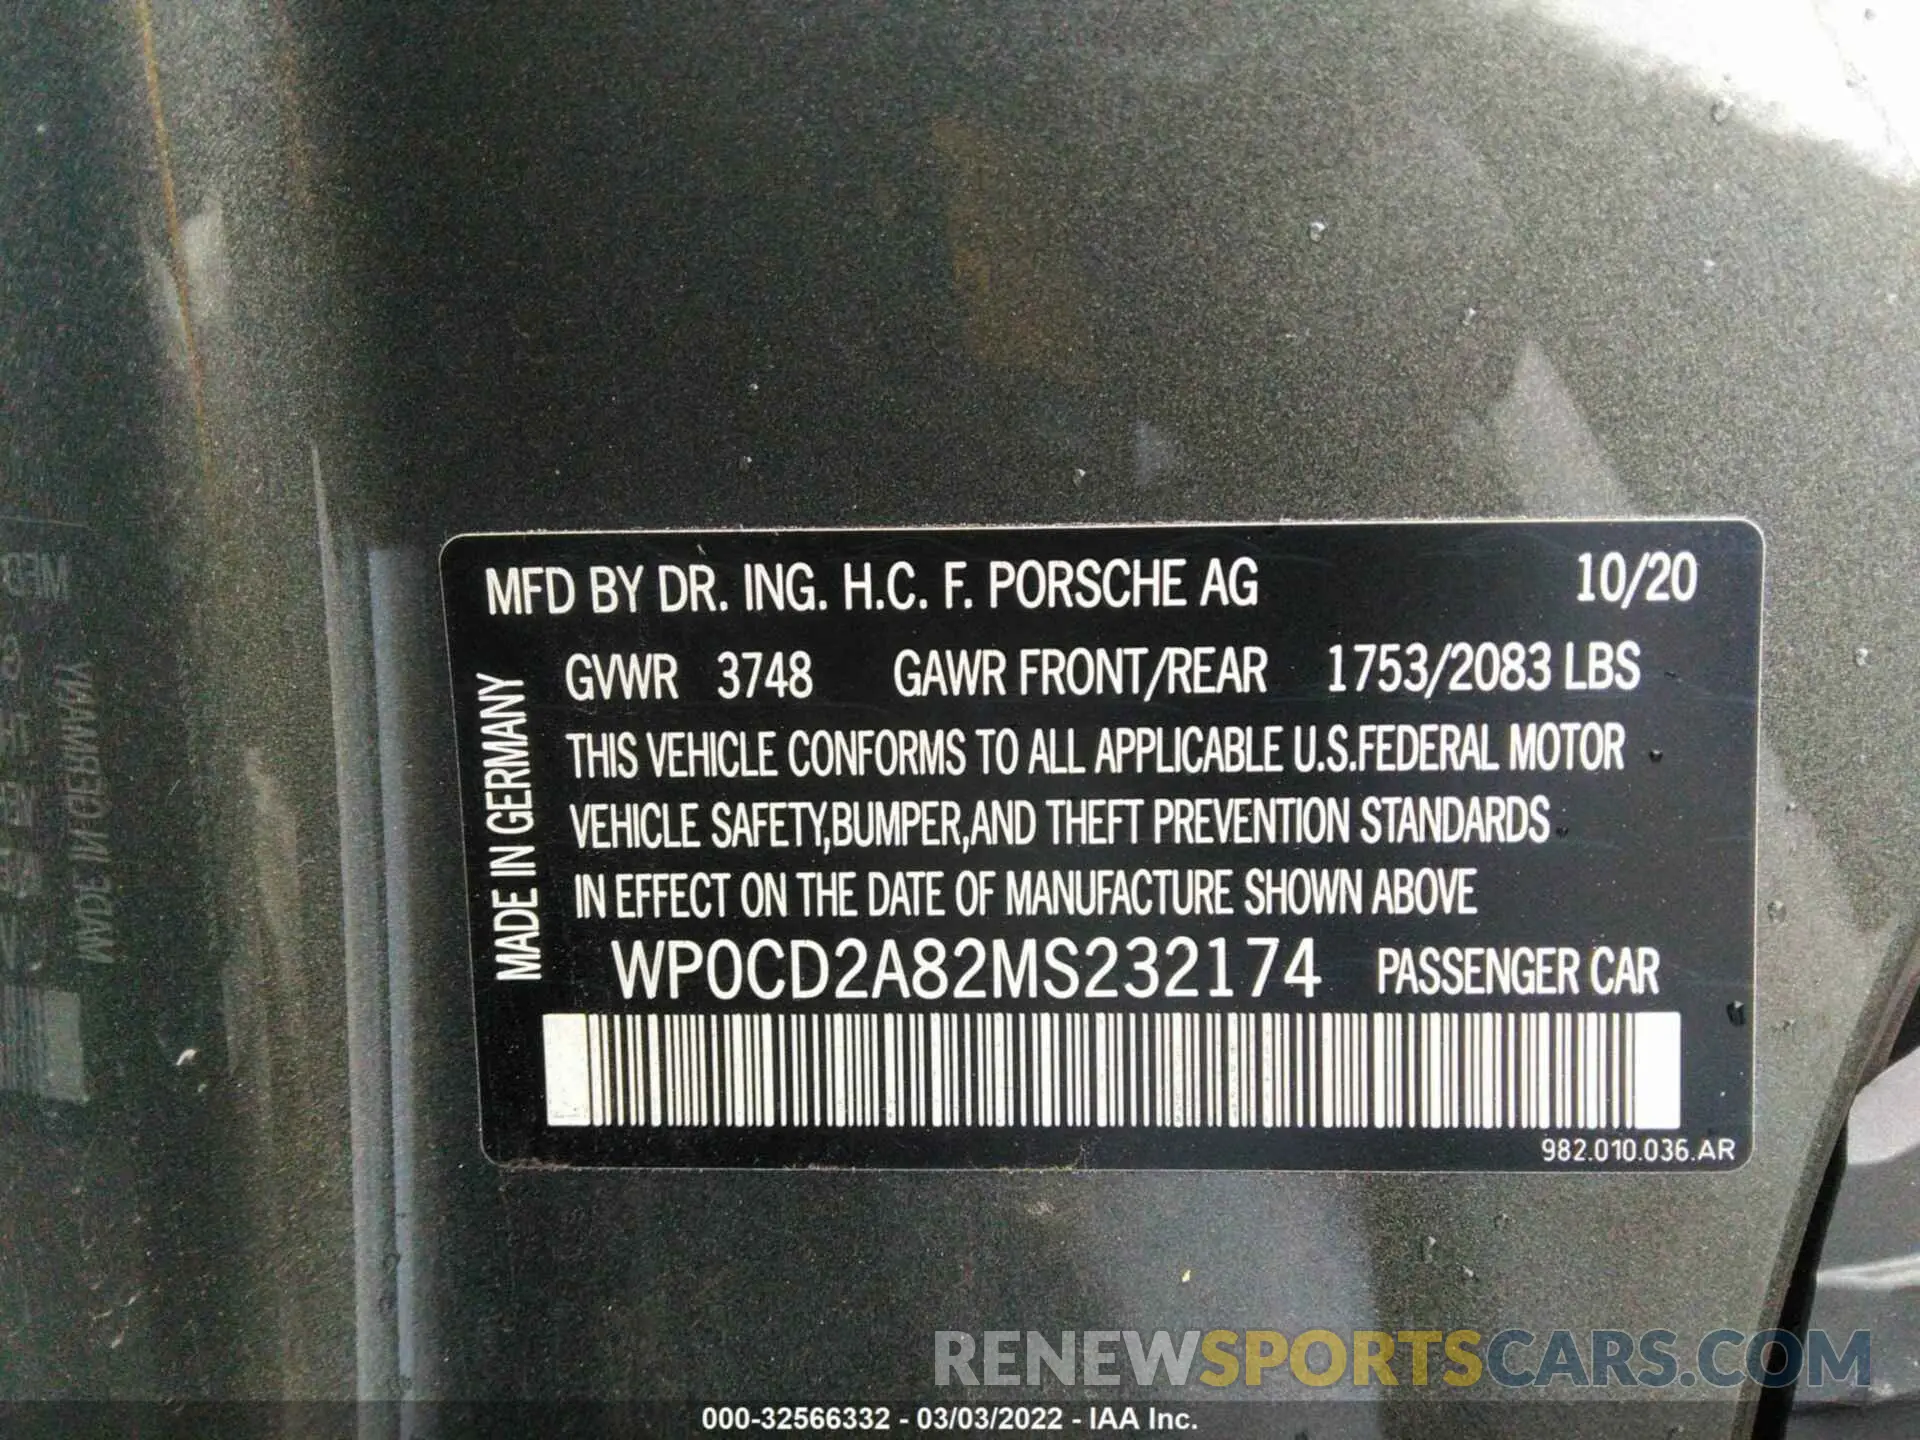 MFD BY DR. ING. H.C. F. PORSCHE AG 10/20
GVWR 3748 GAWR FRONT/REAR 1753/2083 LBS
THIS VEHICLE CONFORMS TO ALL APPLICABLE U.S.FEDERAL MOTOR
VEHICLE SAFETY,BUMPER,AND THEFT PREVENTION STANDARDS
IN EFFECT ON THE DATE OF MANUFACTURE SHOWN ABOVE
WP0CD2A82MS232174 PASSENGER CAR
MADE IN GERMANY
982.010.036.AR
RENEWSPORTSCARS.COM
000-32566332 - 03/03/2022 - IAA Inc.